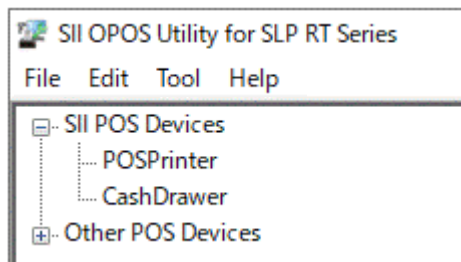 SII OPOS Utility for SLP RT Series
File Edit Tool Help
SII POS Devices
POSPrinter
CashDrawer
Other POS Devices